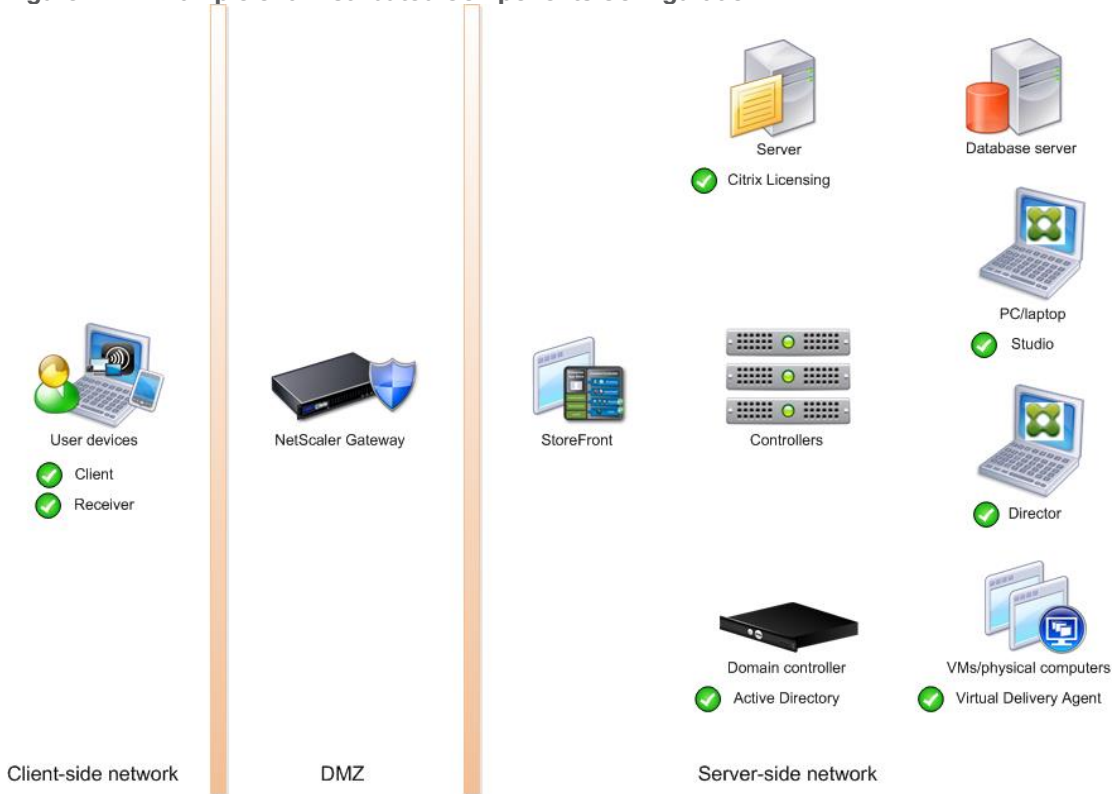 Server
Database server
Citrix Licensing
PC/laptop
Studio
User devices
NetScaler Gateway
StoreFront
Controllers
Client
Receiver
Director
Domain controller
VMs/physical computers
Active Directory
Virtual Delivery Agent
Client-side network
DMZ
Server-side network